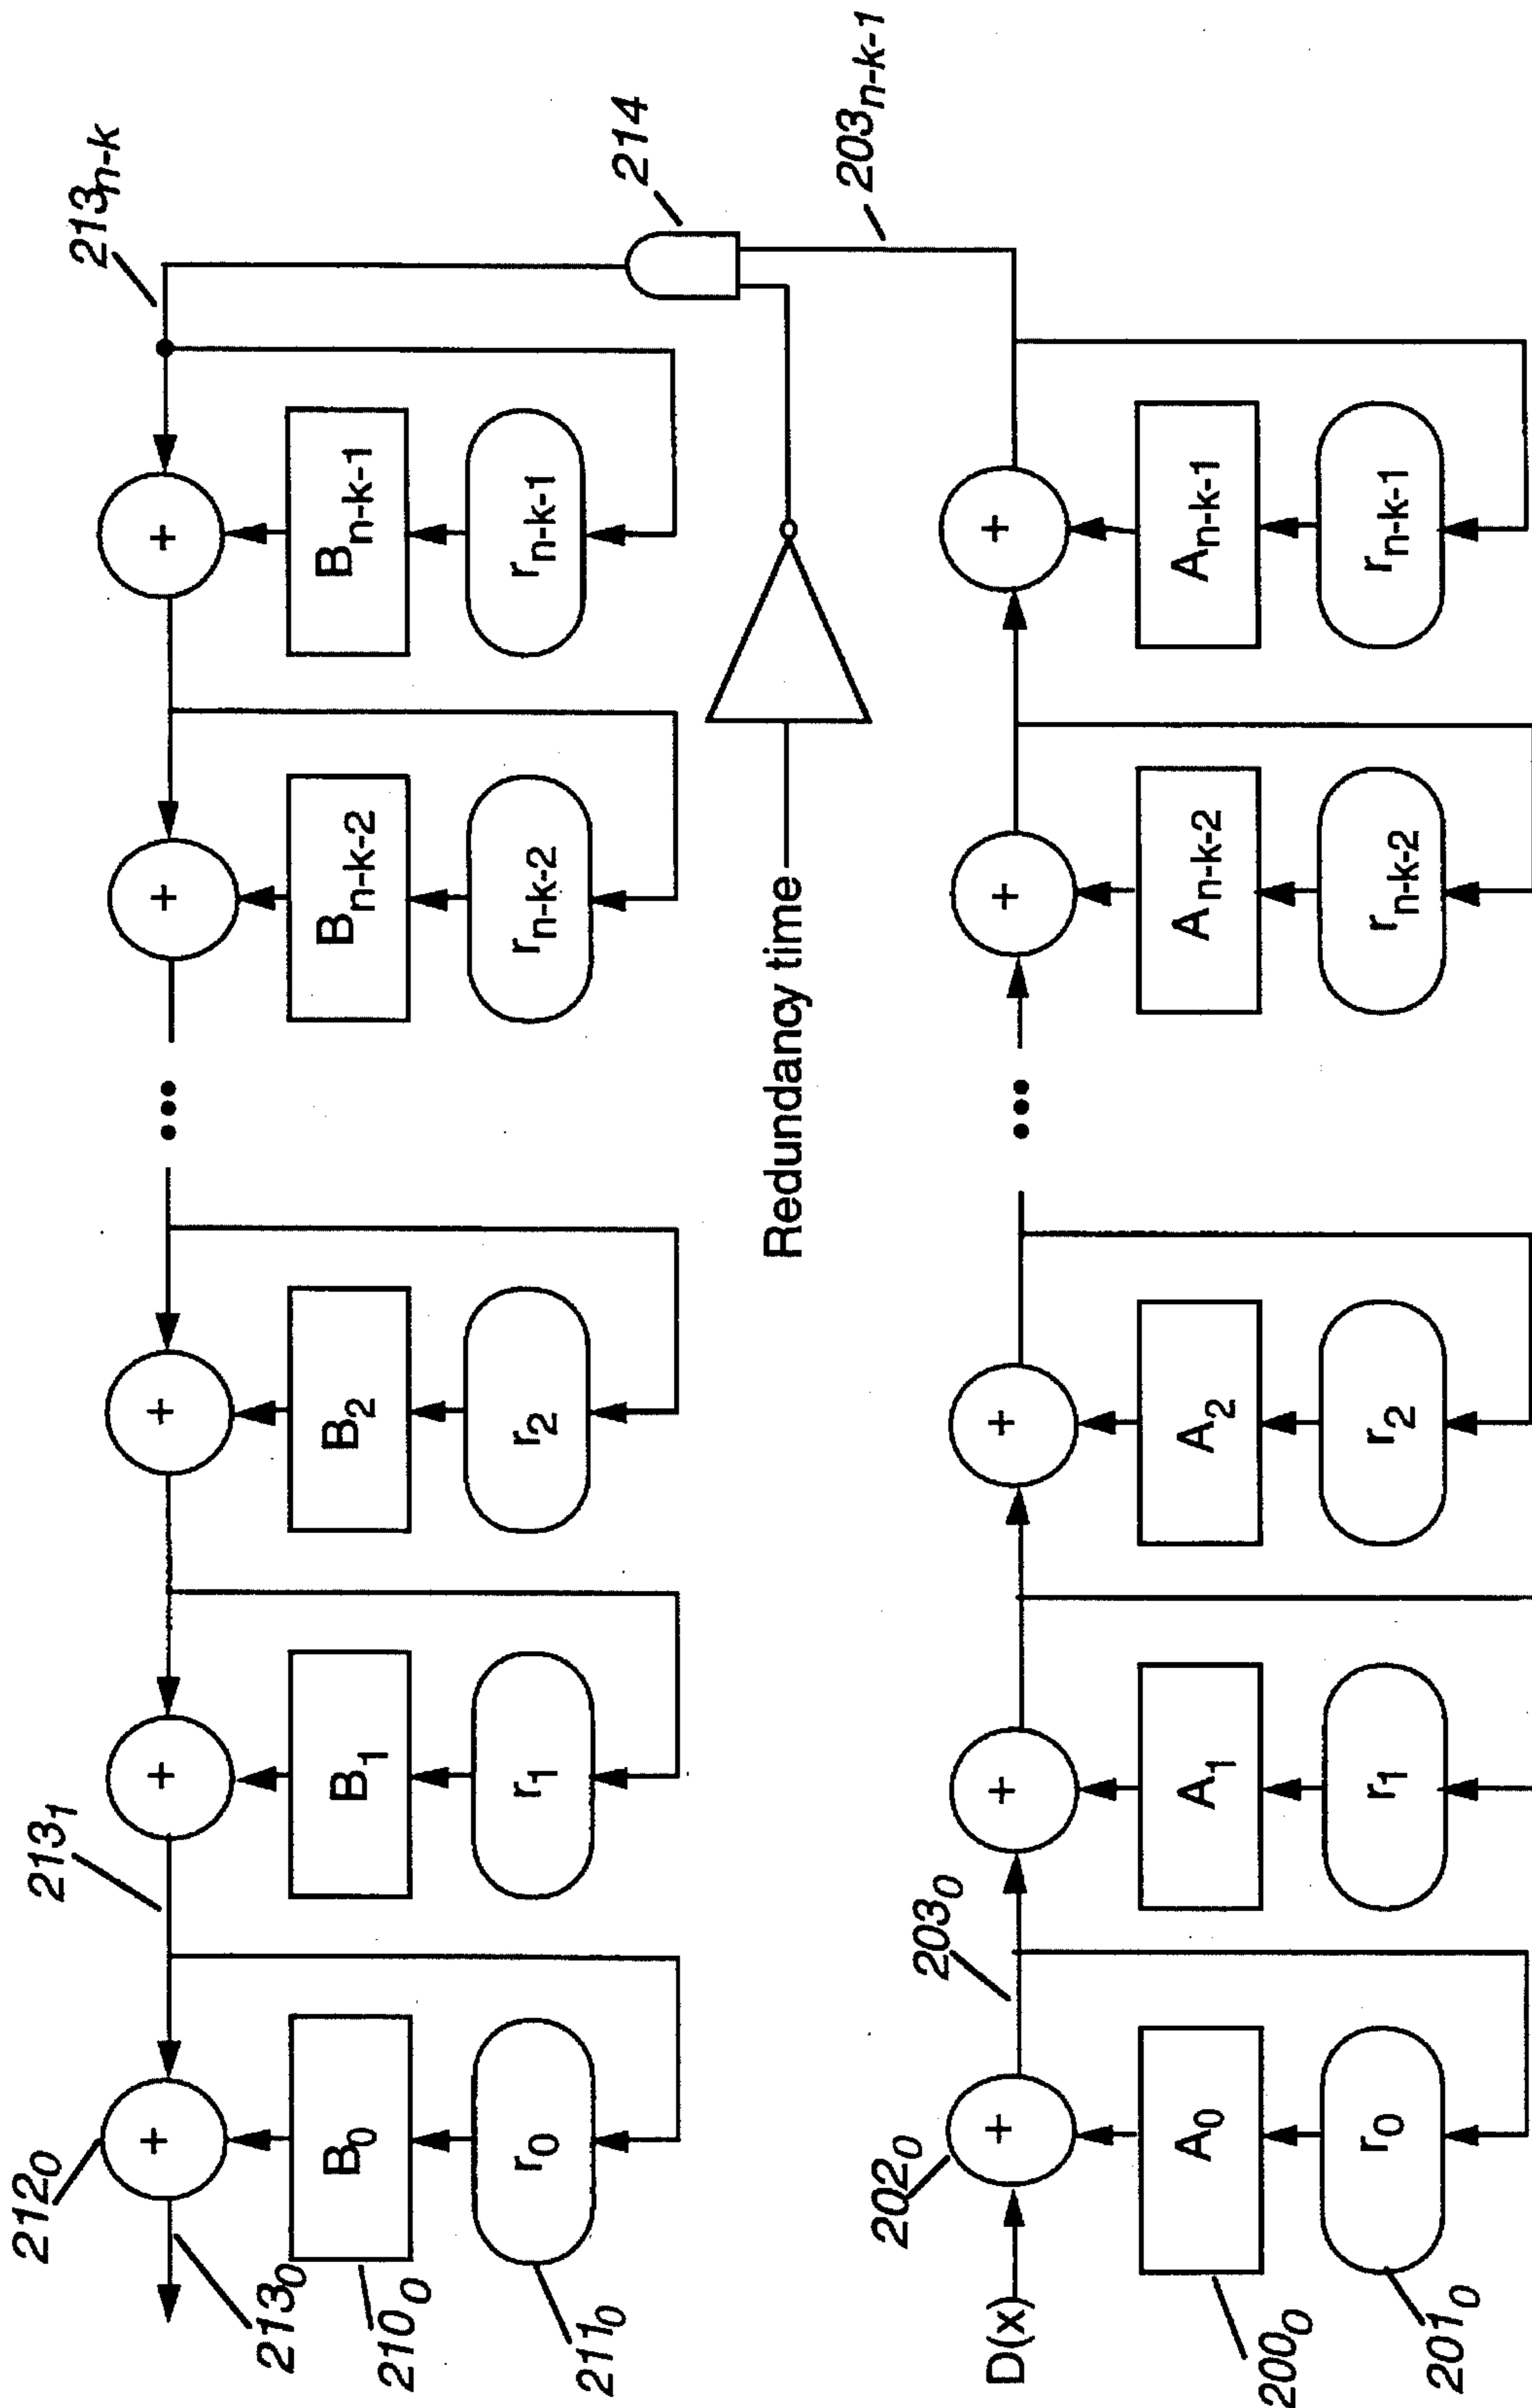 213₁
213n-k
212₀
+
+
+
+
+
213₀
B₀
B₁
B₂
...
Bn-k-2
Bn-k-1
210₀
r₀
r₁
r₂
rn-k-2
rn-k-1
211₀
214
Redundancy time
203n-k-1
203₀
202₀
+
+
+
+
+
D(x)
A₀
A₁
A₂
...
An-k-2
An-k-1
200₀
r₀
r₁
r₂
rn-k-2
rn-k-1
201₀